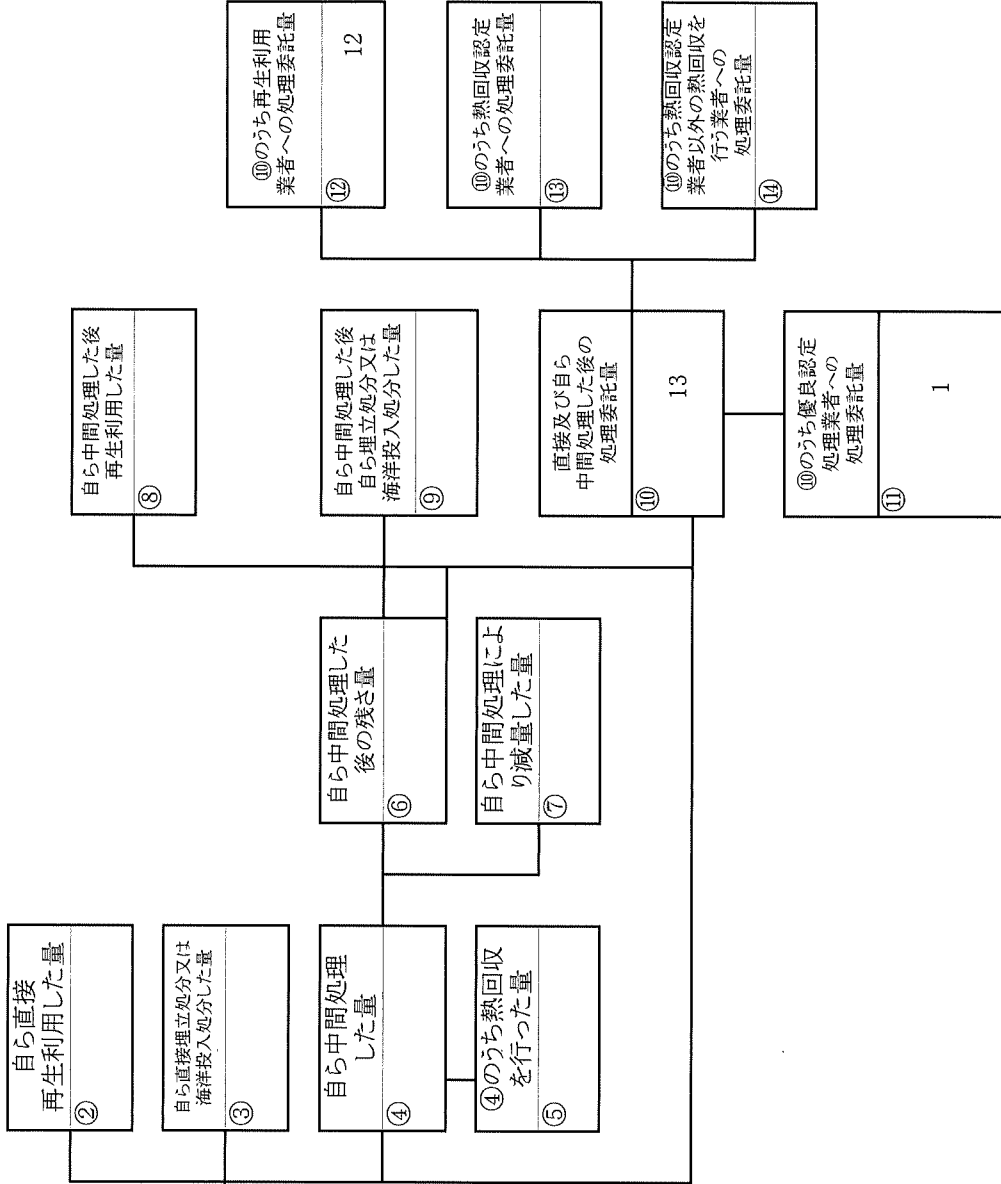 自ら直接
再生利用した量
②
自ら直接埋立処分又は
海洋投入処分した量
③
自ら中間処理
した量
④
④のうち熱回収
を行った量
⑤
自ら中間処理した
後の残さ量
⑥
自ら中間処理によ
り減量した量
⑦
自ら中間処理した後
再生利用した量
⑧
自ら中間処理した後
自ら埋立処分又は
海洋投入処分した量
⑨
直接及び自ら
中間処理した後の
処理委託量
⑩
13
⑩のうち優良認定
処理業者への
処理委託量
⑪
1
⑩のうち再生利用
業者への処理委託量
⑫
12
⑩のうち熱回収認定
業者への処理委託量
⑬
⑩のうち熱回収認定
業者以外の熱回収を
行う業者への
処理委託量
⑭